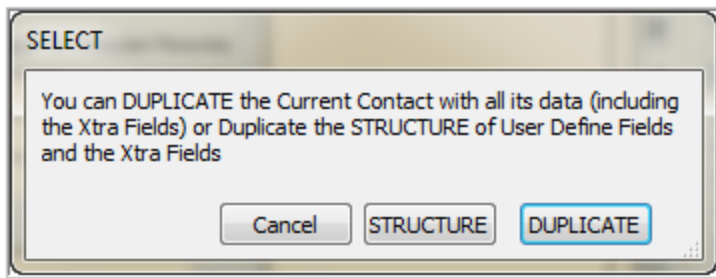 SELECT
You can DUPLICATE the Current Contact with all its data (including
the Xtra Fields) or Duplicate the STRUCTURE of User Define Fields
and the Xtra Fields
Cancel STRUCTURE DUPLICATE